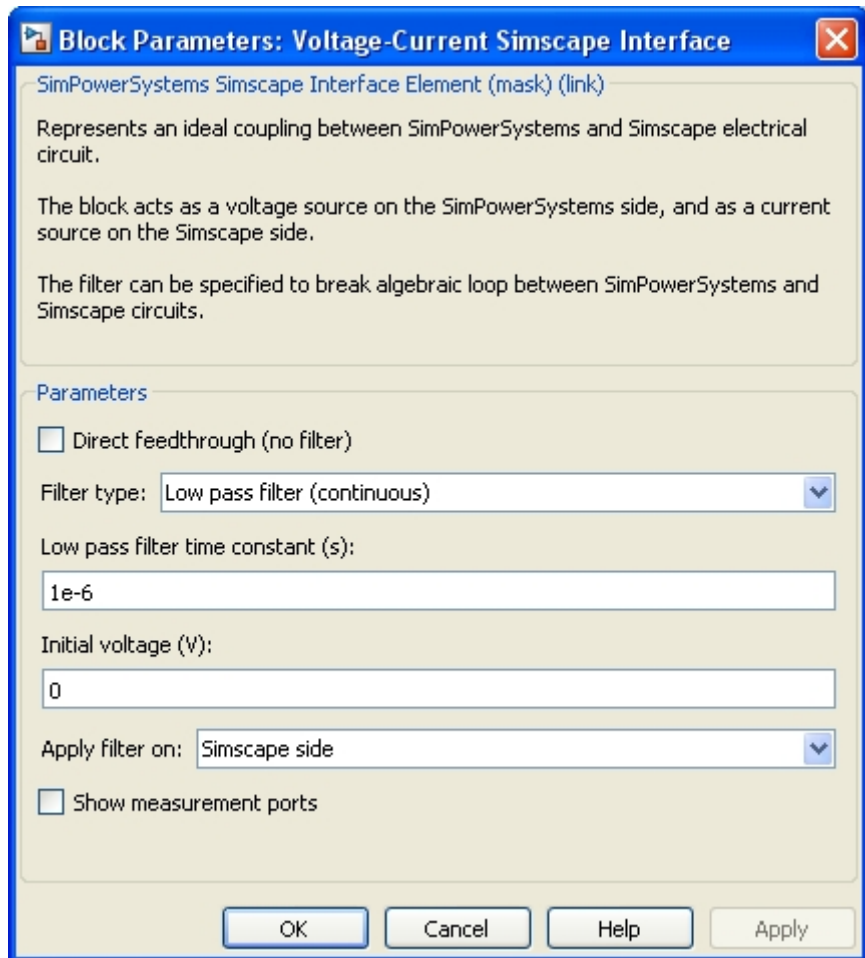 Block Parameters: Voltage-Current Simscape Interface
SimPowerSystems Simscape Interface Element (mask) (link)
Represents an ideal coupling between SimPowerSystems and Simscape electrical
circuit.
The block acts as a voltage source on the SimPowerSystems side, and as a current
source on the Simscape side.
The filter can be specified to break algebraic loop between SimPowerSystems and
Simscape circuits.
Parameters
Direct feedthrough (no filter)
Filter type: Low pass filter (continuous)
Low pass filter time constant (s):
1e-6
Initial voltage (V):
0
Apply filter on: Simscape side
Show measurement ports
OK Cancel Help Apply